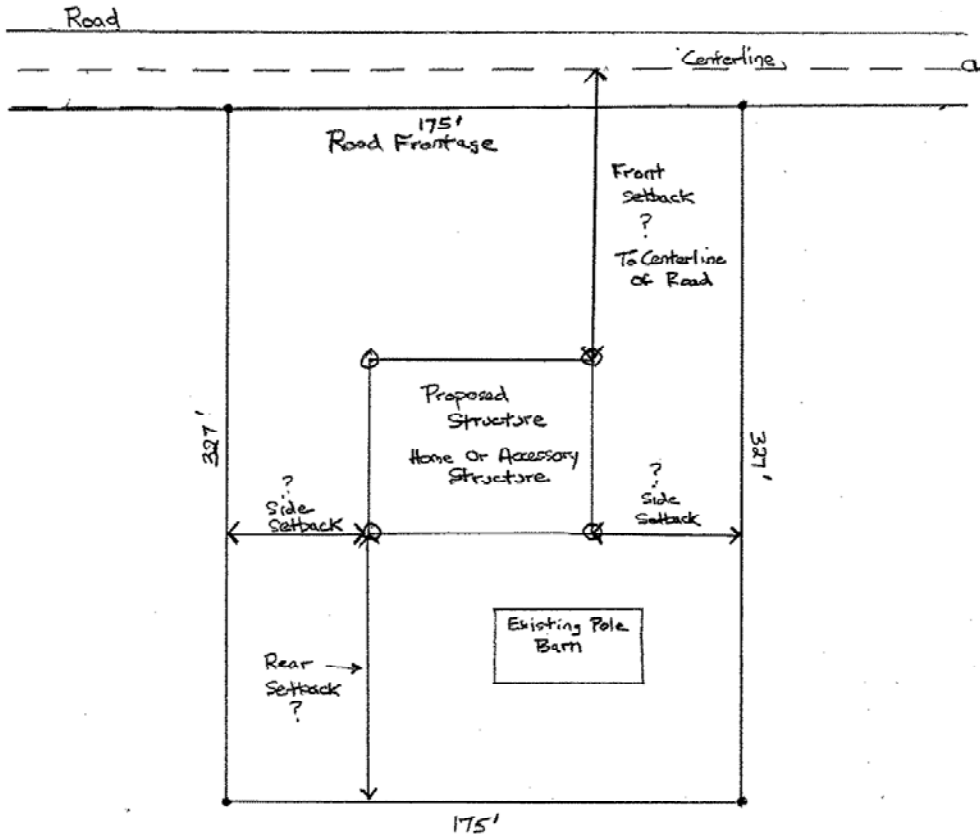 Road
Centerline
a
175'
Road Frontage
Front
Setback
?
To Centerline
Of Road
Proposed
Structure
Home Or Accessory
Structure
327'
327'
?
Side
Setback
?
Side
Setback
Existing Pole
Barn
Rear
Setback
?
175'